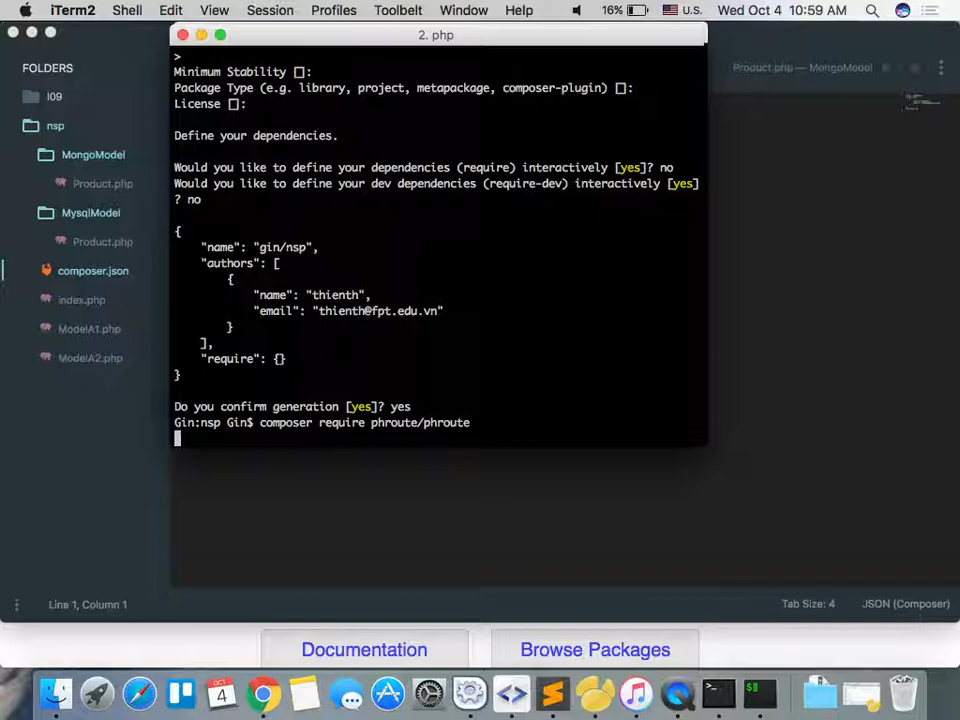 iTerm2 Shell Edit View Session Profiles Toolbelt Window Help 16% U.S. Wed Oct 4 10:59 AM
2. php
Product.php — MongoModel
FOLDERS
l09
nsp
MongoModel
Product.php
MysqlModel
Product.php
composer.json
index.php
ModelA1.php
ModelA2.php
>
Minimum Stability []:
Package Type (e.g. library, project, metapackage, composer-plugin) []:
License []:
Define your dependencies.
Would you like to define your dependencies (require) interactively [yes]? no
Would you like to define your dev dependencies (require-dev) interactively [yes]
? no
{
"name": "gin/nsp",
"authors": [
{
"name": "thienth",
"email": "thienth@fpt.edu.vn"
}
],
"require": {}
}
Do you confirm generation [yes]? yes
Gin:nsp Gin$ composer require phroute/phroute
Line 1, Column 1
Tab Size: 4
JSON (Composer)
Documentation
Browse Packages
OCT
4
>_
$